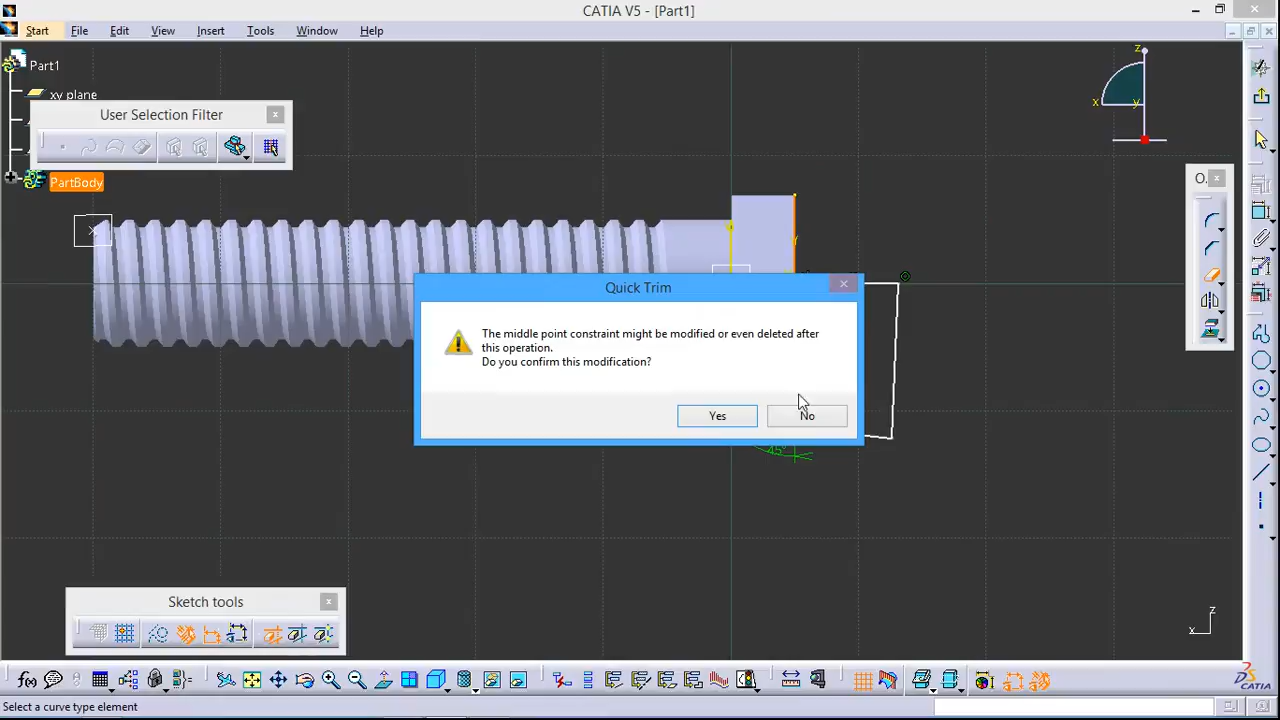 CATIA V5 - [Part1]
Start File Edit View Insert Tools Window Help
Part1
xy plane
User Selection Filter
PartBody
z
x
y
O..
Quick Trim
The middle point constraint might be modified or even deleted after
this operation.
Do you confirm this modification?
Yes No
45°
Sketch tools
z
x
f(x)
CATIA
Select a curve type element